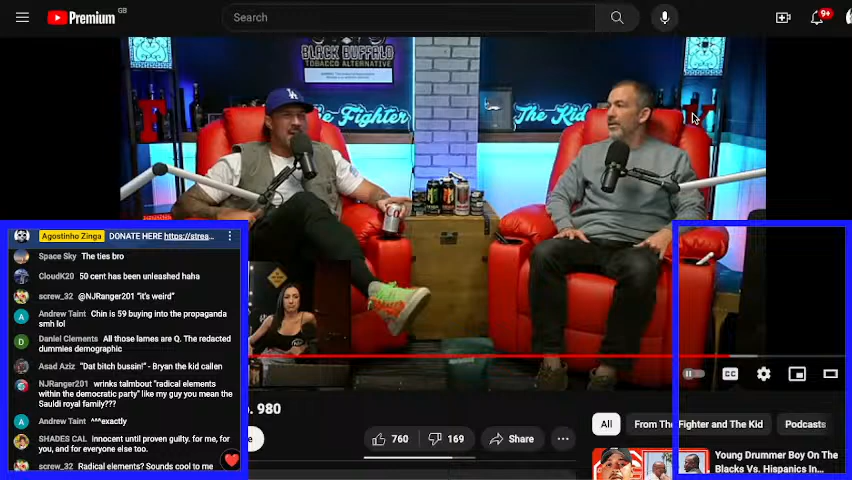 Premium GB
Search
9+
BLACK BUFFALO
TOBACCO ALTERNATIVE
The Fighter
The Kid
Agostinho Zinga DONATE HERE https://strea...
Space Sky The ties bro
CloudK20 50 cent has been unleashed haha
screw_32 @NJRanger201 "it's weird"
Andrew Taint Chin is 59 buying into the propaganda
smh lol
Daniel Clements All those lames are Q. The redacted
dummies demographic
Asad Aziz "Dat bitch bussin!" - Bryan the kid callen
NJRanger201 wrinks talmbout "radical elements
within the democratic party" like my guy you mean the
Sauldi royal family???
Andrew Taint ^^^exactly
SHADES CAL innocent until proven guilty. for me, for
you, and for everyone else too.
screw_32 Radical elements? Sounds cool to me
. 980
760
169
Share
All
From The Fighter and The Kid
Podcasts
Young Drummer Boy On The
Blacks Vs. Hispanics In...